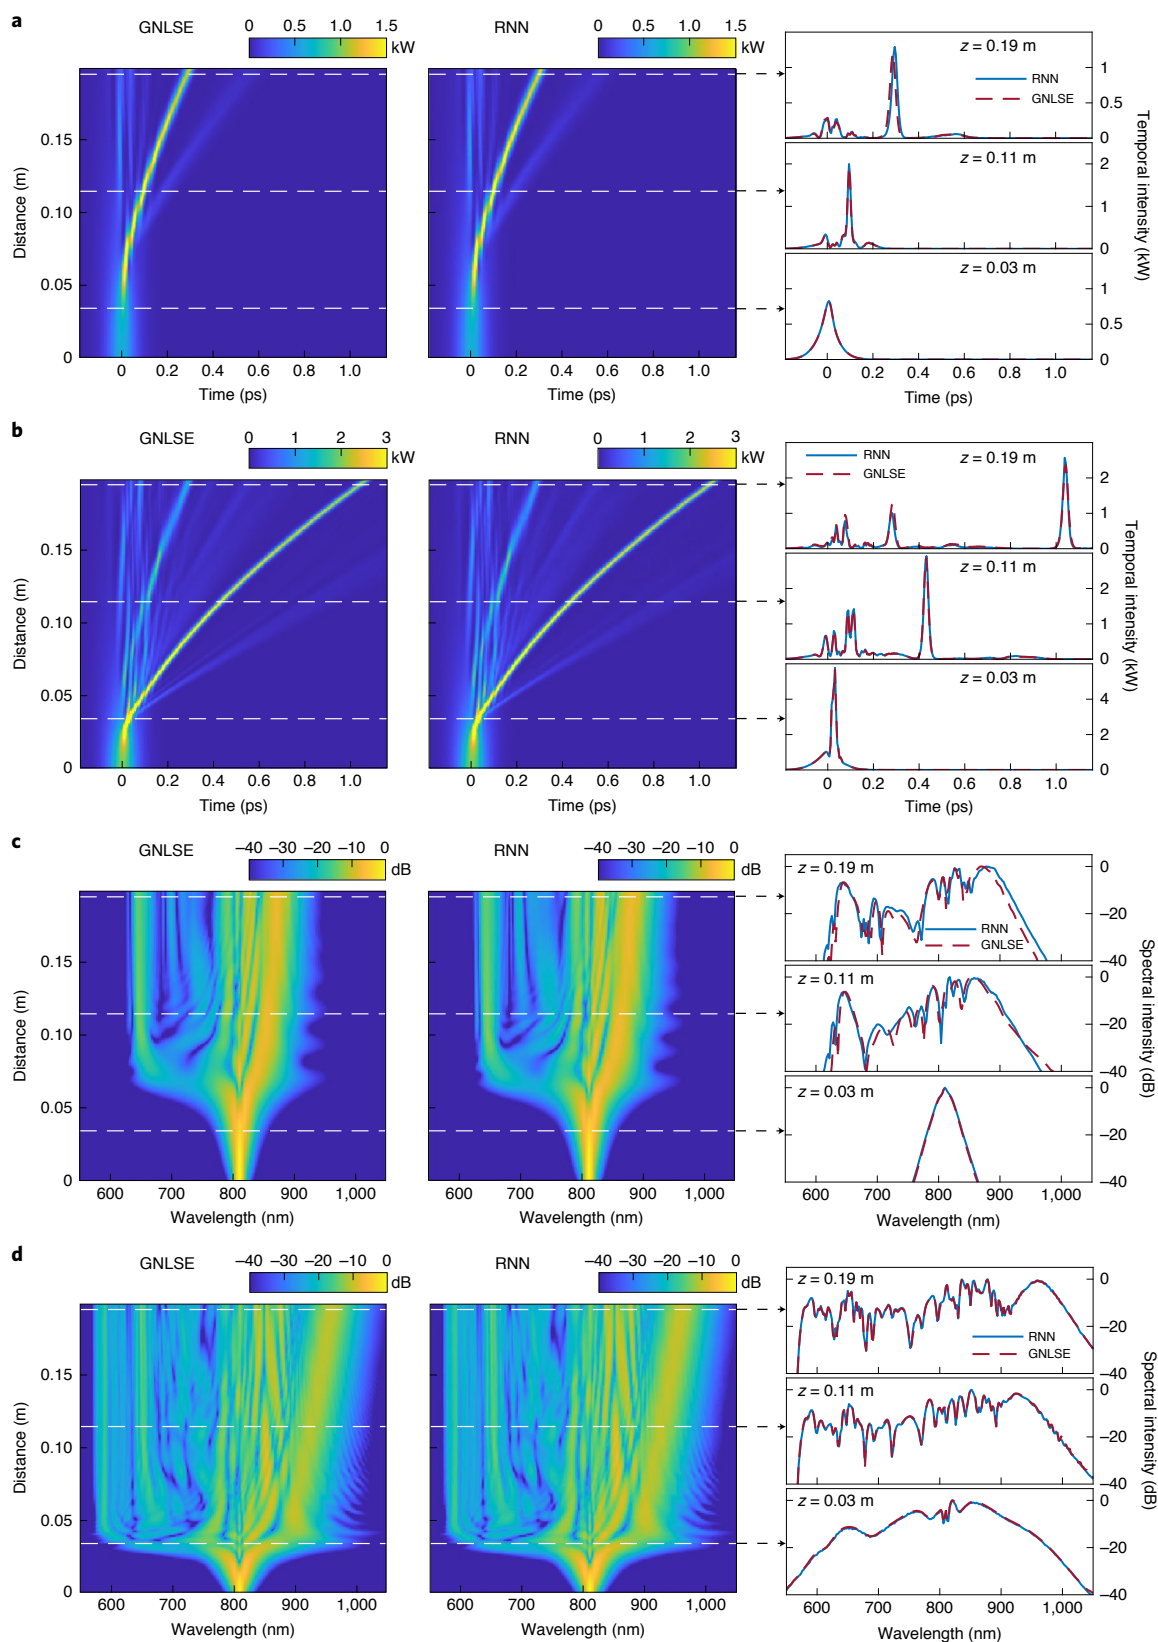 a
GNLSE
0 0.5 1.0 1.5
kW
RNN
0 0.5 1.0 1.5
kW
Distance (m)
0.15
0.10
0.05
0
0 0.2 0.4 0.6 0.8 1.0
Time (ps)
0 0.2 0.4 0.6 0.8 1.0
Time (ps)
z = 0.19 m
RNN
GNLSE
1
0.5
0
z = 0.11 m
2
1
0
z = 0.03 m
1
0.5
0
0 0.2 0.4 0.6 0.8 1.0
Time (ps)
Temporal intensity (kW)
b
GNLSE
0 1 2 3
kW
RNN
0 1 2 3
kW
Distance (m)
0.15
0.10
0.05
0
0 0.2 0.4 0.6 0.8 1.0
Time (ps)
0 0.2 0.4 0.6 0.8 1.0
Time (ps)
RNN
GNLSE
z = 0.19 m
2
1
0
z = 0.11 m
2
1
0
z = 0.03 m
4
2
0
0 0.2 0.4 0.6 0.8 1.0
Time (ps)
Temporal intensity (kW)
c
GNLSE
–40 –30 –20 –10 0
dB
RNN
–40 –30 –20 –10 0
dB
Distance (m)
0.15
0.10
0.05
0
600 700 800 900 1,000
Wavelength (nm)
600 700 800 900 1,000
Wavelength (nm)
z = 0.19 m
RNN
GNLSE
0
–20
–40
z = 0.11 m
0
–20
–40
z = 0.03 m
0
–20
–40
600 700 800 900 1,000
Wavelength (nm)
Spectral intensity (dB)
d
GNLSE
–40 –30 –20 –10 0
dB
RNN
–40 –30 –20 –10 0
dB
Distance (m)
0.15
0.10
0.05
0
600 700 800 900 1,000
Wavelength (nm)
600 700 800 900 1,000
Wavelength (nm)
z = 0.19 m
RNN
GNLSE
0
–20
–40
z = 0.11 m
0
–20
–40
z = 0.03 m
0
–20
–40
600 700 800 900 1,000
Wavelength (nm)
Spectral intensity (dB)